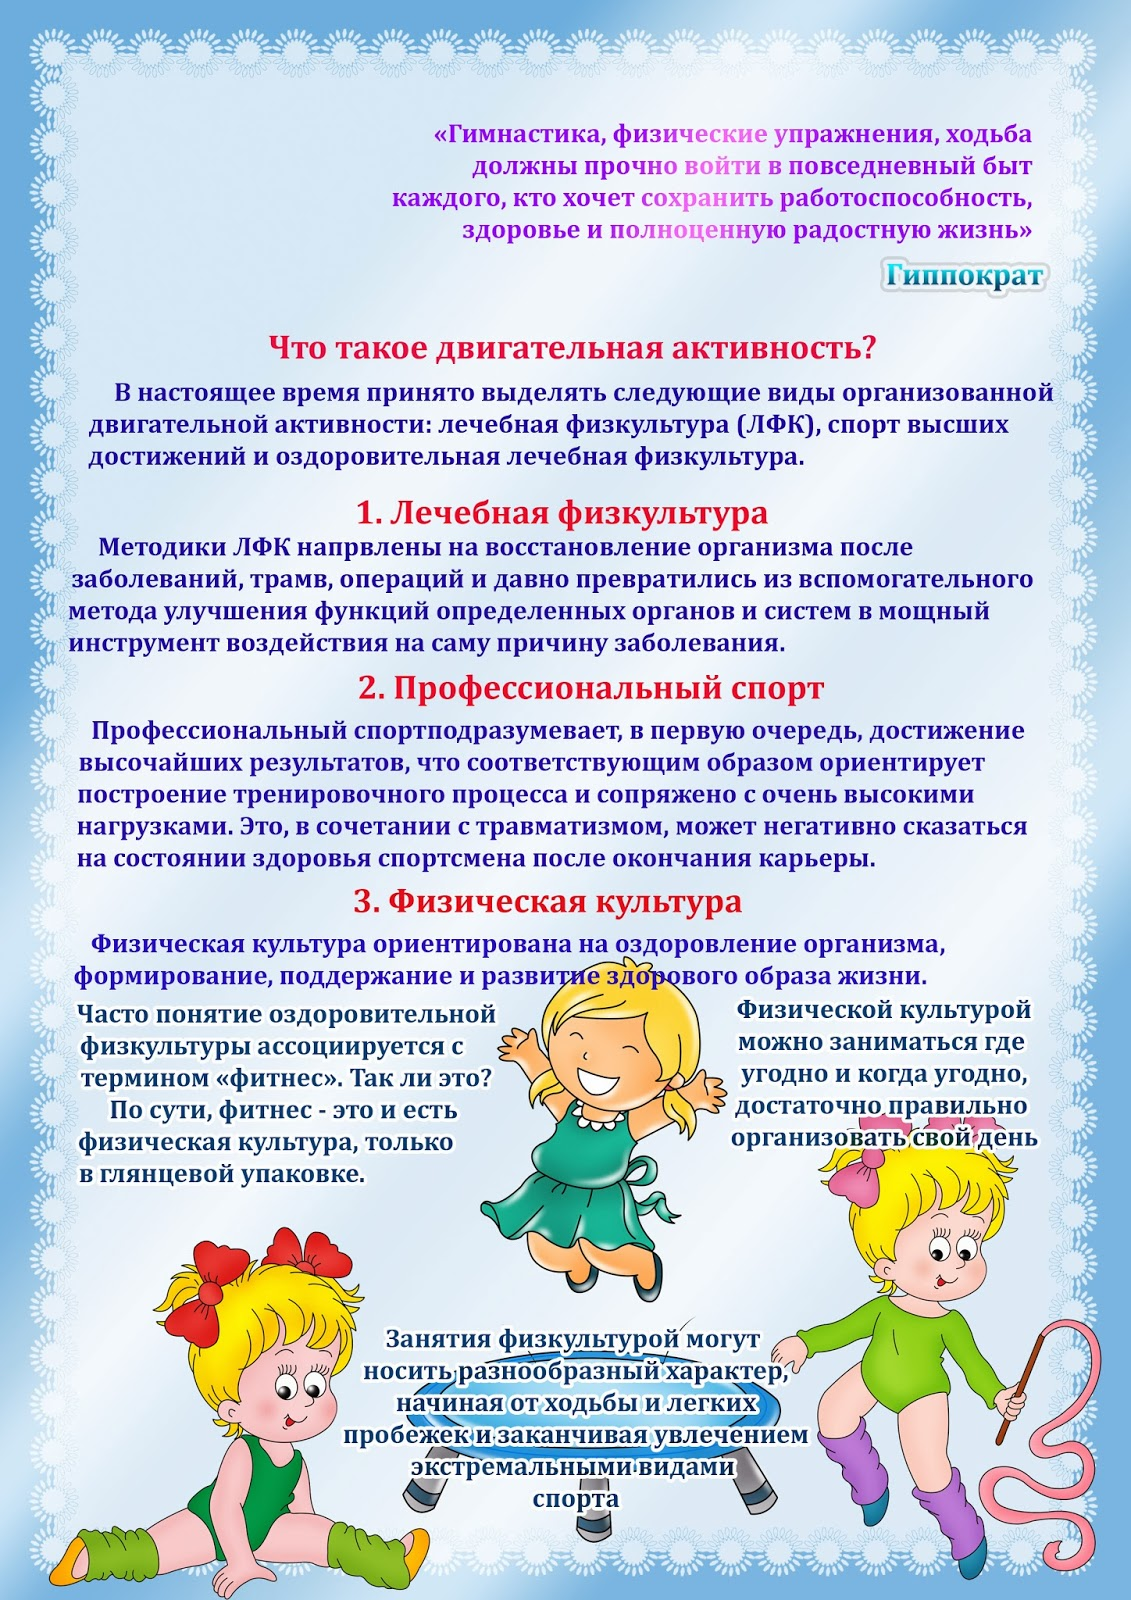 «Гимнастика, физические упражнения, ходьба
должны прочно войти в повседневный быт
каждого, кто хочет сохранить работоспособность,
здоровье и полноценную радостную жизнь»
Гиппократ
Что такое двигательная активность?
В настоящее время принято выделять следующие виды организованной
двигательной активности: лечебная физкультура (ЛФК), спорт высших
достижений и оздоровительная лечебная физкультура.
1. Лечебная физкультура
Методики ЛФК напрвлены на восстановление организма после
заболеваний, трамв, операций и давно превратились из вспомогательного
метода улучшения функций определенных органов и систем в мощный
инструмент воздействия на саму причину заболевания.
2. Профессиональный спорт
Профессиональный спортподразумевает, в первую очередь, достижение
высочайших результатов, что соответствующим образом ориентирует
построение тренировочного процесса и сопряжено с очень высокими
нагрузками. Это, в сочетании с травматизмом, может негативно сказаться
на состоянии здоровья спортсмена после окончания карьеры.
3. Физическая культура
Физическая культура ориентирована на оздоровление организма,
формирование, поддержание и развитие здорового образа жизни.
Часто понятие оздоровительной
физкультуры ассоциируется с
термином «фитнес». Так ли это?
По сути, фитнес - это и есть
физическая культура, только
в глянцевой упаковке.
Физической культурой
можно заниматься где
угодно и когда угодно,
достаточно правильно
организовать свой день
Занятия физкультурой могут
носить разнообразный характер,
начиная от ходьбы и легких
пробежек и заканчивая увлечением
экстремальными видами
спорта